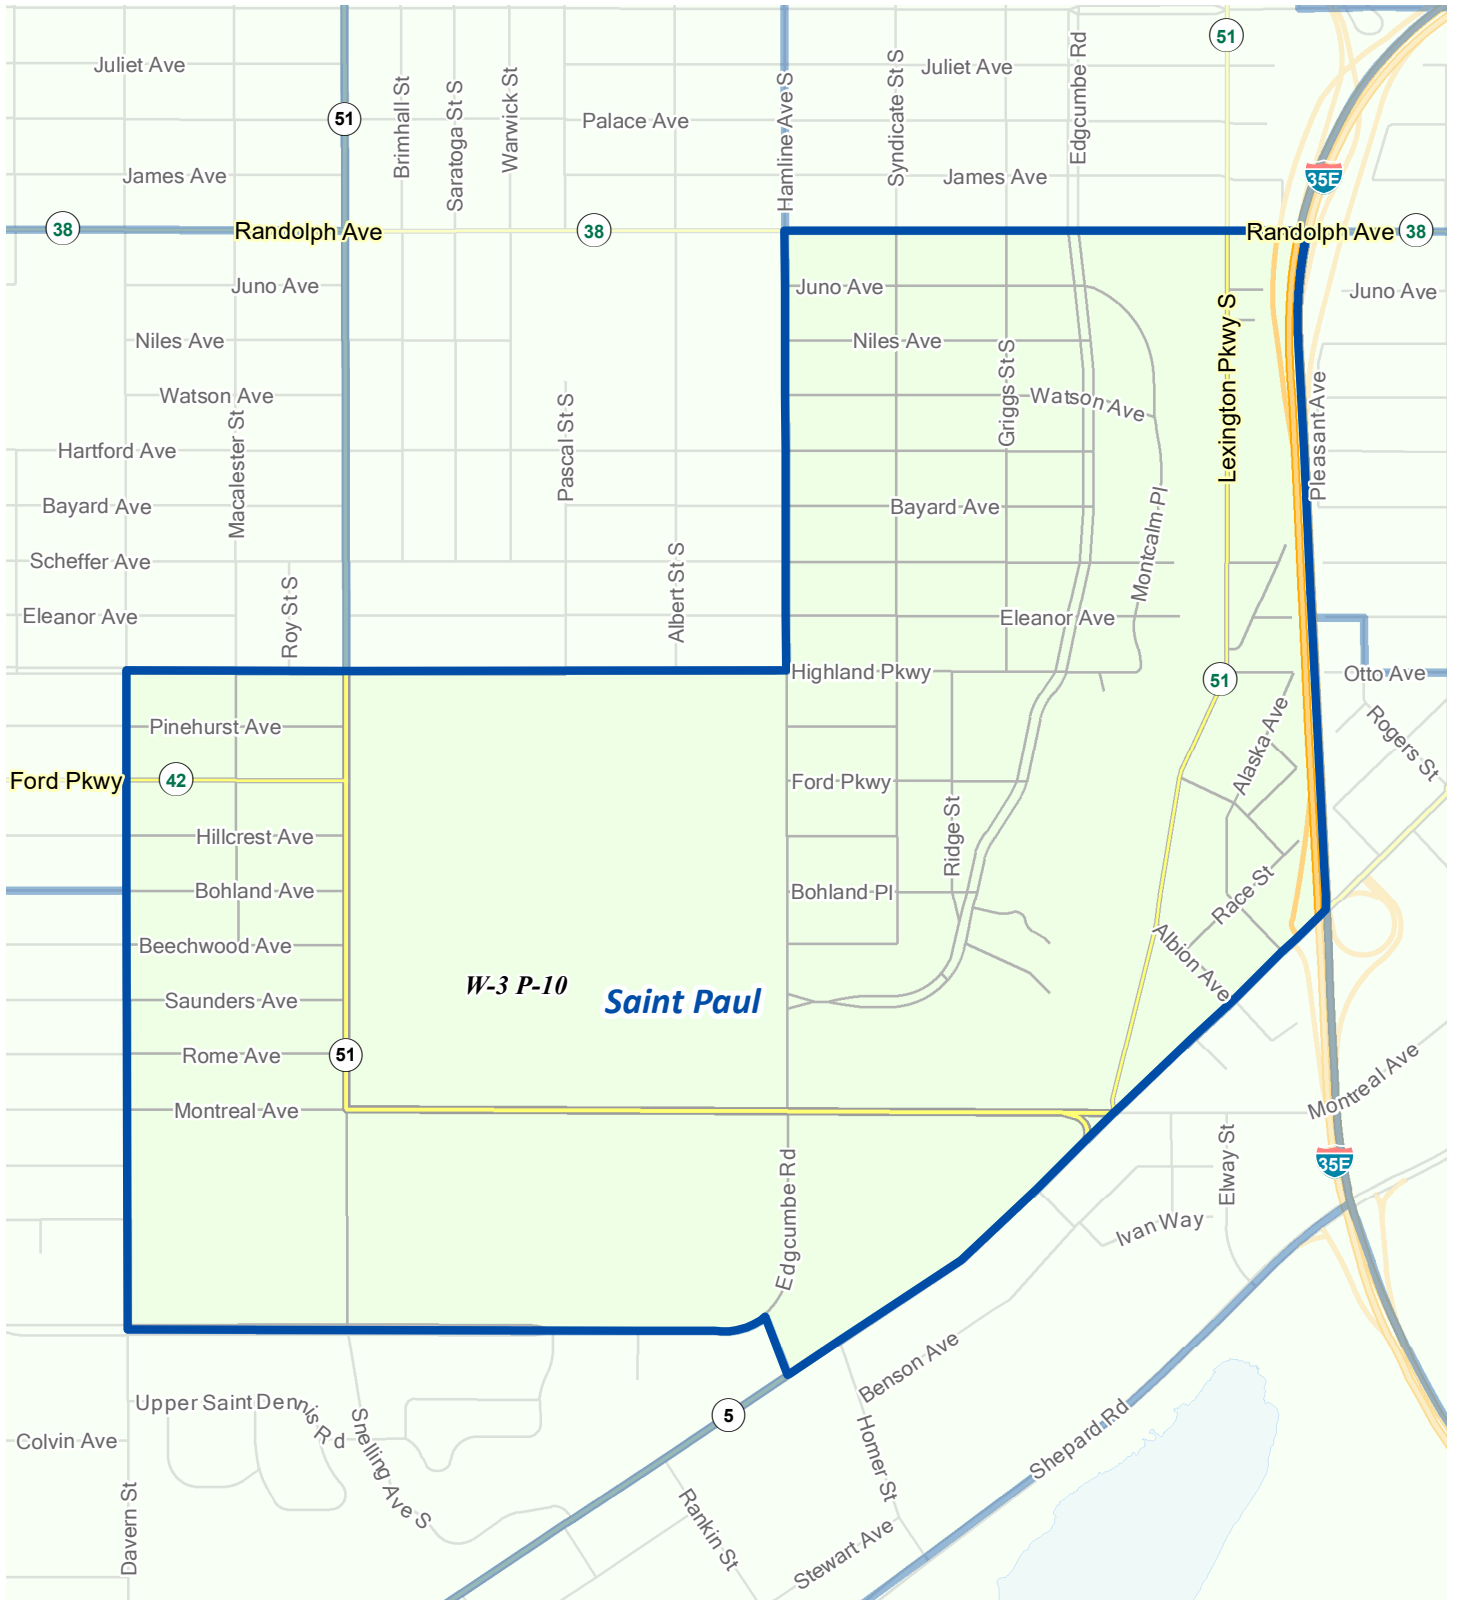 51
Juliet Ave
Juliet Ave
Edgcumbe Rd
Brimhall St
Saratoga St S
Warwick St
Hamline Ave S
Syndicate St S
51
Palace Ave
James Ave
James Ave
35E
38
Randolph Ave
38
Randolph Ave
38
Juno Ave
Juno Ave
Juno Ave
Niles Ave
Niles Ave
Lexington Pkwy S
Griggs St S
Watson Ave
Watson Ave
Pleasant Ave
Macalester St
Pascal St S
Hartford Ave
Bayard Ave
Bayard Ave
Montcalm Pl
Scheffer Ave
Albert St S
Roy St S
Eleanor Ave
Eleanor Ave
Highland Pkwy
51
Otto Ave
Pinehurst Ave
Alaska Ave
Rogers St
Ford Pkwy
42
Ford Pkwy
Hillcrest Ave
Ridge St
Bohland Ave
Bohland Pl
Race St
Beechwood Ave
Albion Ave
W-3 P-10
Saint Paul
Saunders Ave
Rome Ave
51
Montreal Ave
Montreal Ave
Edgcumbe Rd
Elway St
35E
Ivan Way
Benson Ave
Upper Saint Dennis Rd
5
Snelling Ave S
Homer St
Shepard Rd
Colvin Ave
Davern St
Rankin St
Stewart Ave